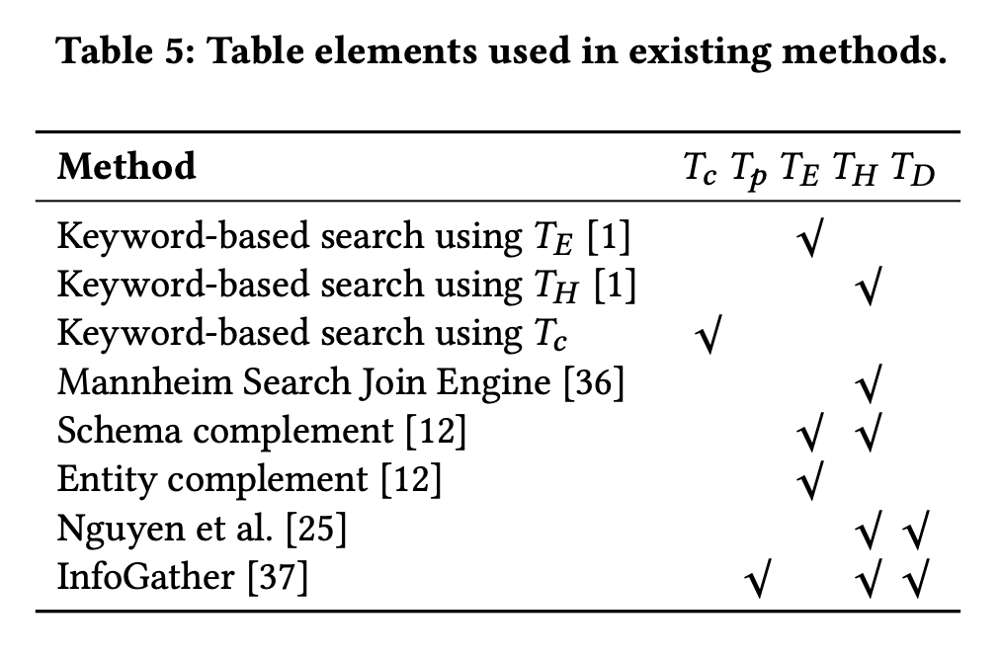 Table 5: Table elements used in existing methods.
Method T_c T_p T_E T_H T_D
Keyword-based search using T_E [1] √
Keyword-based search using T_H [1] √
Keyword-based search using T_c √
Mannheim Search Join Engine [36] √
Schema complement [12] √ √
Entity complement [12] √
Nguyen et al. [25] √ √
InfoGather [37] √ √ √